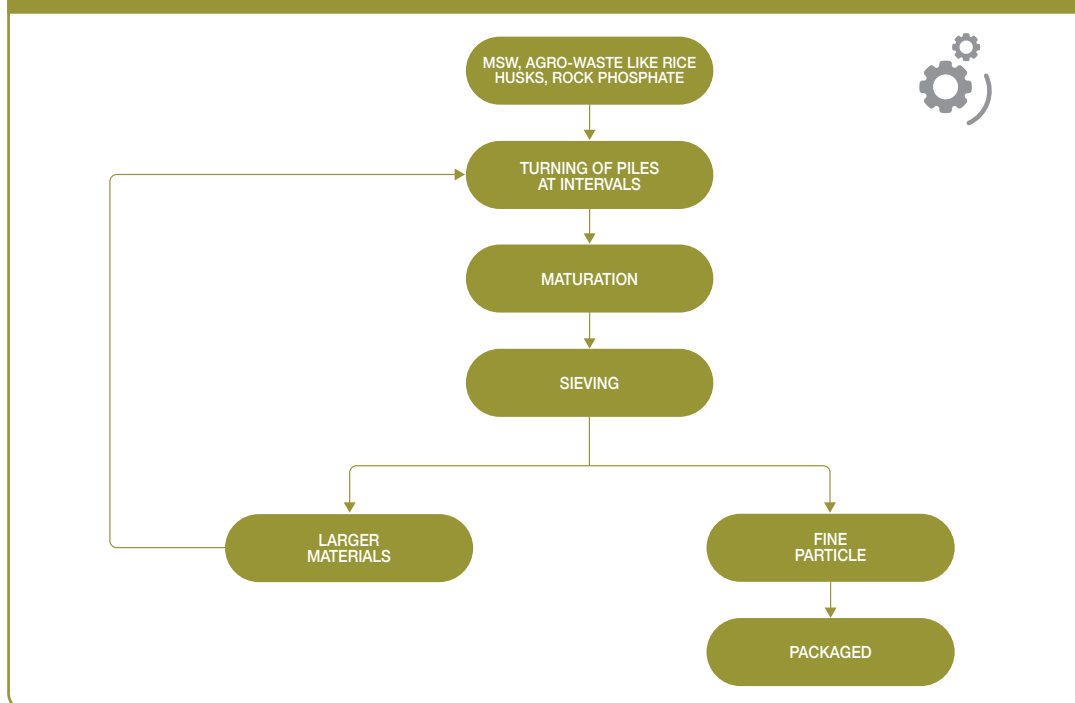 MSW, AGRO-WASTE LIKE RICE
HUSKS, ROCK PHOSPHATE
TURNING OF PILES
AT INTERVALS
MATURATION
SIEVING
LARGER
MATERIALS
FINE
PARTICLE
PACKAGED